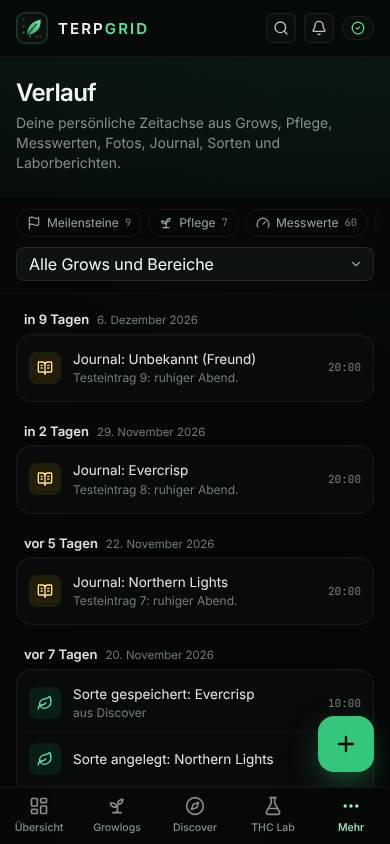 TERPGRID
Verlauf
Deine persönliche Zeitachse aus Grows, Pflege,
Messwerten, Fotos, Journal, Sorten und
Laborberichten.
Meilensteine 9 Pflege 7 Messwerte 60
Alle Grows und Bereiche
in 9 Tagen 6. Dezember 2026
Journal: Unbekannt (Freund)
Testeintrag 9: ruhiger Abend.
20:00
in 2 Tagen 29. November 2026
Journal: Evercrisp
Testeintrag 8: ruhiger Abend.
20:00
vor 5 Tagen 22. November 2026
Journal: Northern Lights
Testeintrag 7: ruhiger Abend.
20:00
vor 7 Tagen 20. November 2026
Sorte gespeichert: Evercrisp
aus Discover
10:00
Sorte angelegt: Northern Lights
Übersicht Growlogs Discover THC Lab Mehr